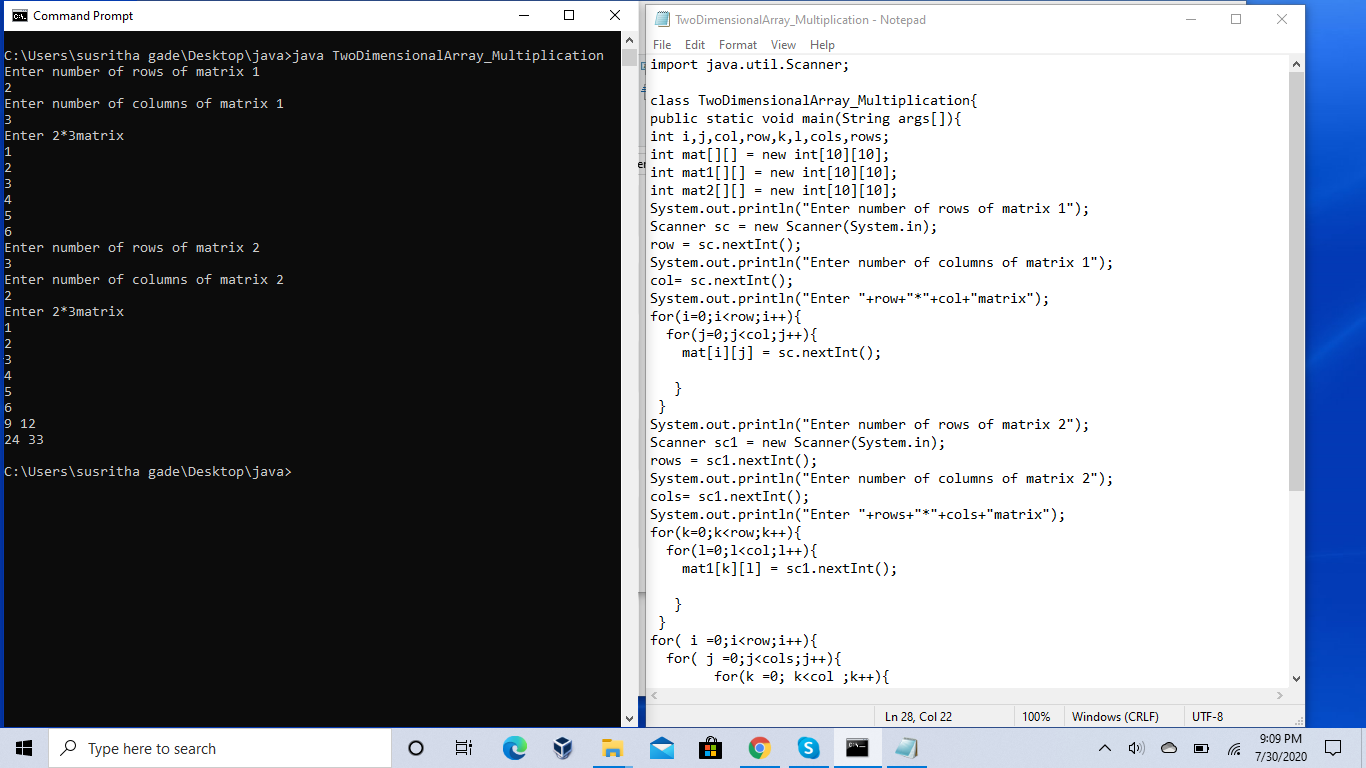 Command Prompt
C:\Users\susritha gade\Desktop\java>java TwoDimensionalArray_Multiplication
Enter number of rows of matrix 1
2
Enter number of columns of matrix 1
3
Enter 2*3matrix
1
2
3
4
5
6
Enter number of rows of matrix 2
3
Enter number of columns of matrix 2
2
Enter 2*3matrix
1
2
3
4
5
6
9 12
24 33
C:\Users\susritha gade\Desktop\java>
TwoDimensionalArray_Multiplication - Notepad
File Edit Format View Help
import java.util.Scanner;
class TwoDimensionalArray_Multiplication{
public static void main(String args[]){
int i,j,col,row,k,l,cols,rows;
int mat[][] = new int[10][10];
int mat1[][] = new int[10][10];
int mat2[][] = new int[10][10];
System.out.println("Enter number of rows of matrix 1");
Scanner sc = new Scanner(System.in);
row = sc.nextInt();
System.out.println("Enter number of columns of matrix 1");
col= sc.nextInt();
System.out.println("Enter "+row+"*"+col+"matrix");
for(i=0;i<row;i++){
for(j=0;j<col;j++){
mat[i][j] = sc.nextInt();
}
}
System.out.println("Enter number of rows of matrix 2");
Scanner sc1 = new Scanner(System.in);
rows = sc1.nextInt();
System.out.println("Enter number of columns of matrix 2");
cols= sc1.nextInt();
System.out.println("Enter "+rows+"*"+cols+"matrix");
for(k=0;k<row;k++){
for(l=0;l<col;l++){
mat1[k][l] = sc1.nextInt();
}
}
for( i =0;i<row;i++){
for( j =0;j<cols;j++){
for(k =0; k<col ;k++){
Ln 28, Col 22
100%
Windows (CRLF)
UTF-8
Type here to search
9:09 PM
7/30/2020